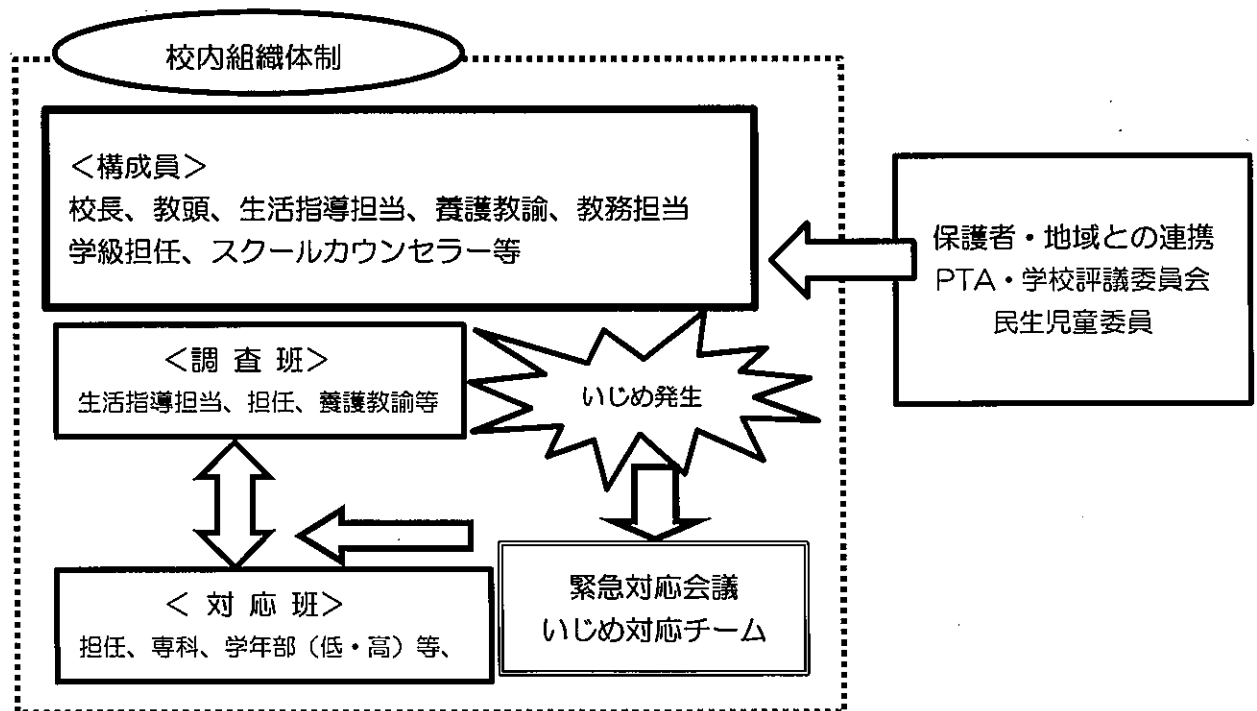 校内組織体制
＜構成員＞
校長、教頭、生活指導担当、養護教諭、教務担当
学級担任、スクールカウンセラー等
保護者・地域との連携
PTA・学校評議委員会
民生児童委員
＜調 査 班＞
生活指導担当、担任、養護教諭等
いじめ発生
緊急対応会議
いじめ対応チーム
＜ 対 応 班＞
担任、専科、学年部（低・高）等、